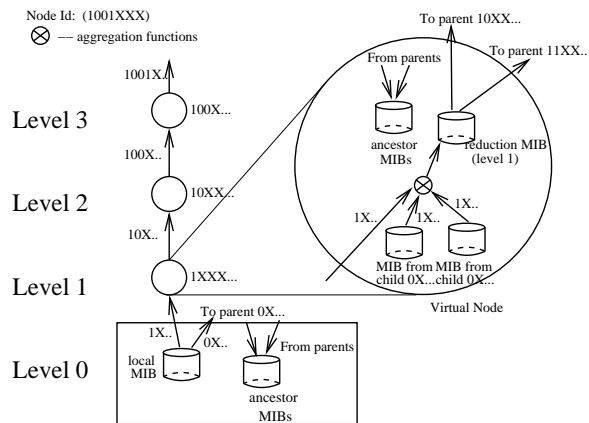 Node Id: (1001XXX)
–– aggregation functions
To parent 10XX...
To parent 11XX..
1001X..
From parents
Level 3
100X...
ancestor
MIBs
reduction MIB
(level 1)
100X..
Level 2
10XX...
1X..
1X..
1X..
10X..
MIB from
child 0X...
MIB from
child 0X...
Level 1
1XXX...
Virtual Node
To parent 0X...
1X..
0X..
From parents
local
MIB
Level 0
ancestor
MIBs